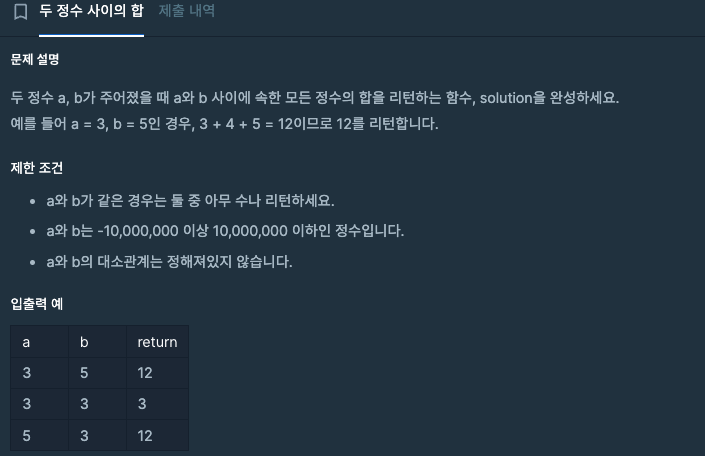 두 정수 사이의 합 제출 내역
문제 설명
두 정수 a, b가 주어졌을 때 a와 b 사이에 속한 모든 정수의 합을 리턴하는 함수, solution을 완성하세요.
예를 들어 a = 3, b = 5인 경우, 3 + 4 + 5 = 12이므로 12를 리턴합니다.
제한 조건
• a와 b가 같은 경우는 둘 중 아무 수나 리턴하세요.
• a와 b는 -10,000,000 이상 10,000,000 이하인 정수입니다.
• a와 b의 대소관계는 정해져있지 않습니다.
입출력 예
a b return
3 5 12
3 3 3
5 3 12